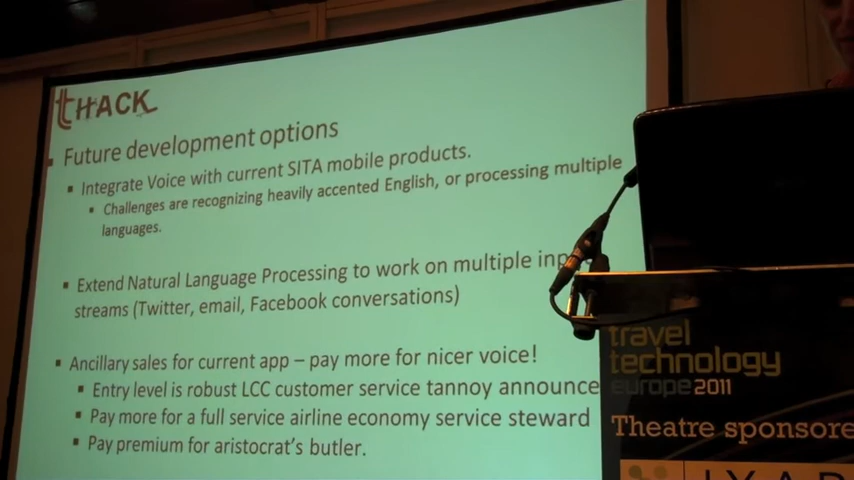 tHACK
Future development options
Integrate Voice with current SITA mobile products.
Challenges are recognizing heavily accented English, or processing multiple
languages.
Extend Natural Language Processing to work on multiple inp
streams (Twitter, email, Facebook conversations)
Ancillary sales for current app – pay more for nicer voice!
Entry level is robust LCC customer service tannoy announce
Pay more for a full service airline economy service steward
Pay premium for aristocrat's butler.
travel
technology
europe 2011
Theatre sponsore